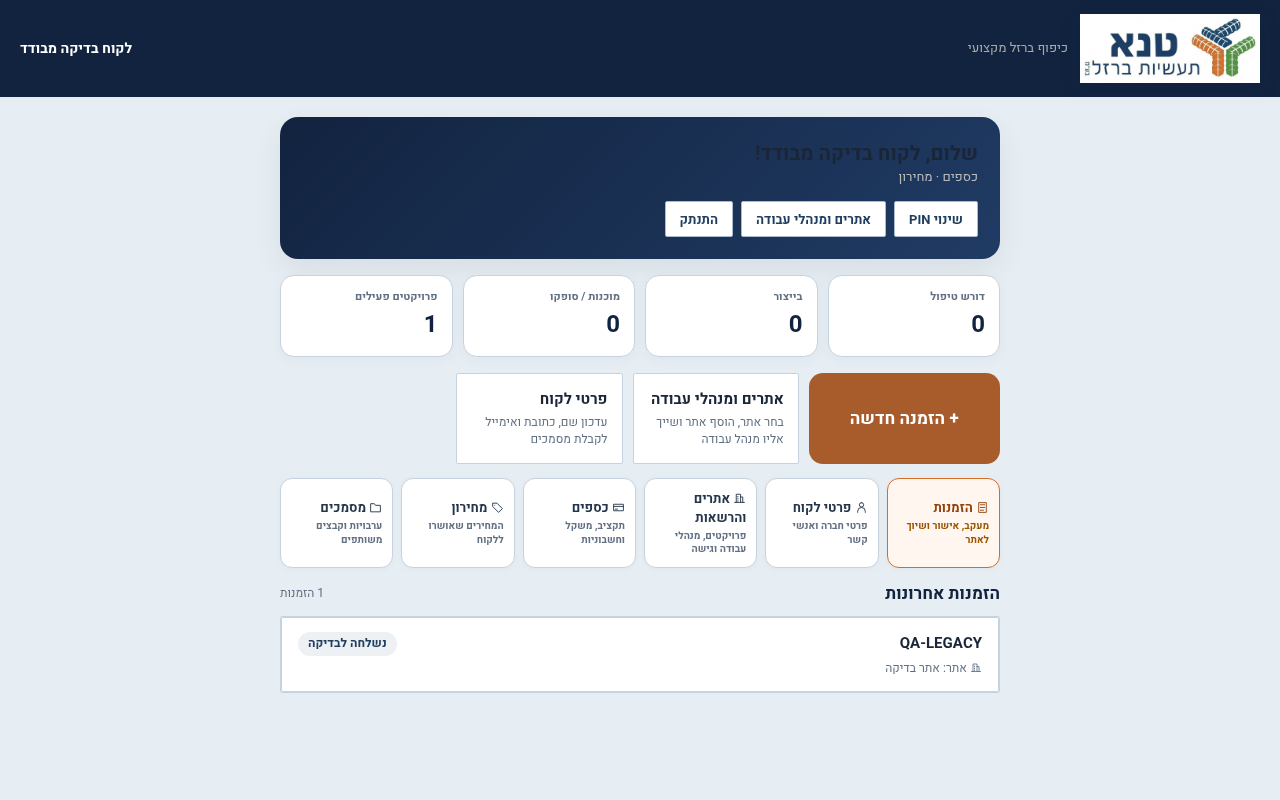 טנא
תעשיות ברזל
כיפוף ברזל מקצועי
לקוח בדיקה מבודד
שלום, לקוח בדיקה מבודד!
כספים · מחירון
שינוי PIN
אתרים ומנהלי עבודה
התנתק
דורש טיפול
0
בייצור
0
מוכנות / סופקו
0
פרויקטים פעילים
1
+ הזמנה חדשה
אתרים ומנהלי עבודה
בחר אתר, הוסף אתר ושייך
אליו מנהל עבודה
פרטי לקוח
עדכון שם, כתובת ואימייל
לקבלת מסמכים
הזמנות
מעקב, אישור ושיוך
לאתר
פרטי לקוח
פרטי חברה ואנשי
קשר
אתרים
והרשאות
פרויקטים, מנהלי
עבודה וגישה
כספים
תקציב, משקל
וחשבוניות
מחירון
המחירים שאושרו
ללקוח
מסמכים
ערבויות וקבצים
משותפים
הזמנות אחרונות
1 הזמנות
QA-LEGACY
נשלחה לבדיקה
אתר: אתר בדיקה